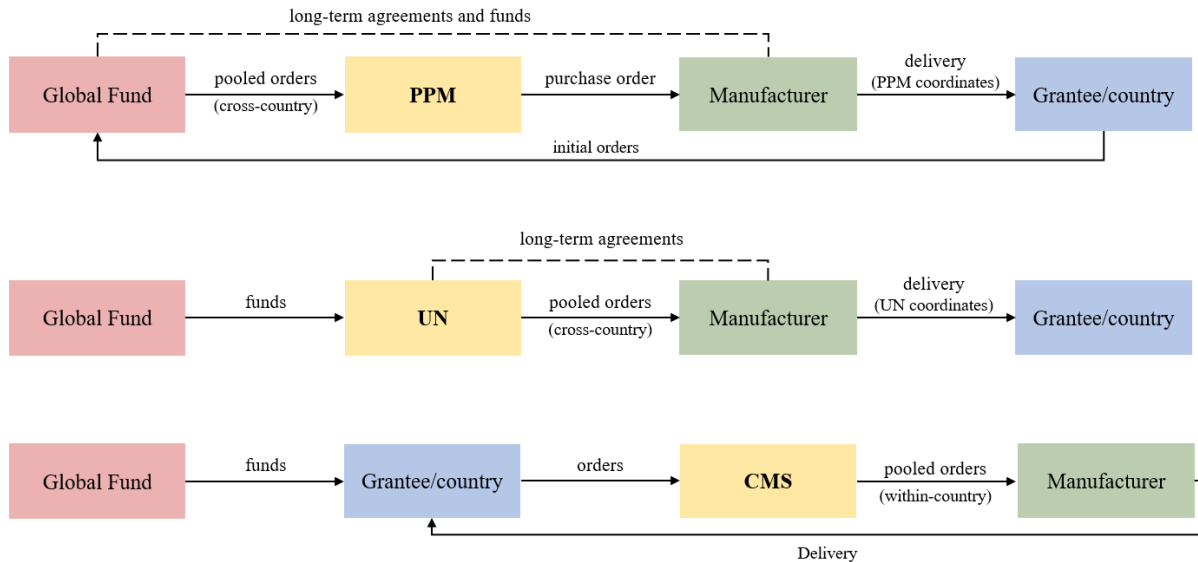 long-term agreements and funds
Global Fund
pooled orders
(cross-country)
PPM
purchase order
Manufacturer
delivery
(PPM coordinates)
Grantee/country
initial orders
long-term agreements
Global Fund
funds
UN
pooled orders
(cross-country)
Manufacturer
delivery
(UN coordinates)
Grantee/country
Global Fund
funds
Grantee/country
orders
CMS
pooled orders
(within-country)
Manufacturer
Delivery